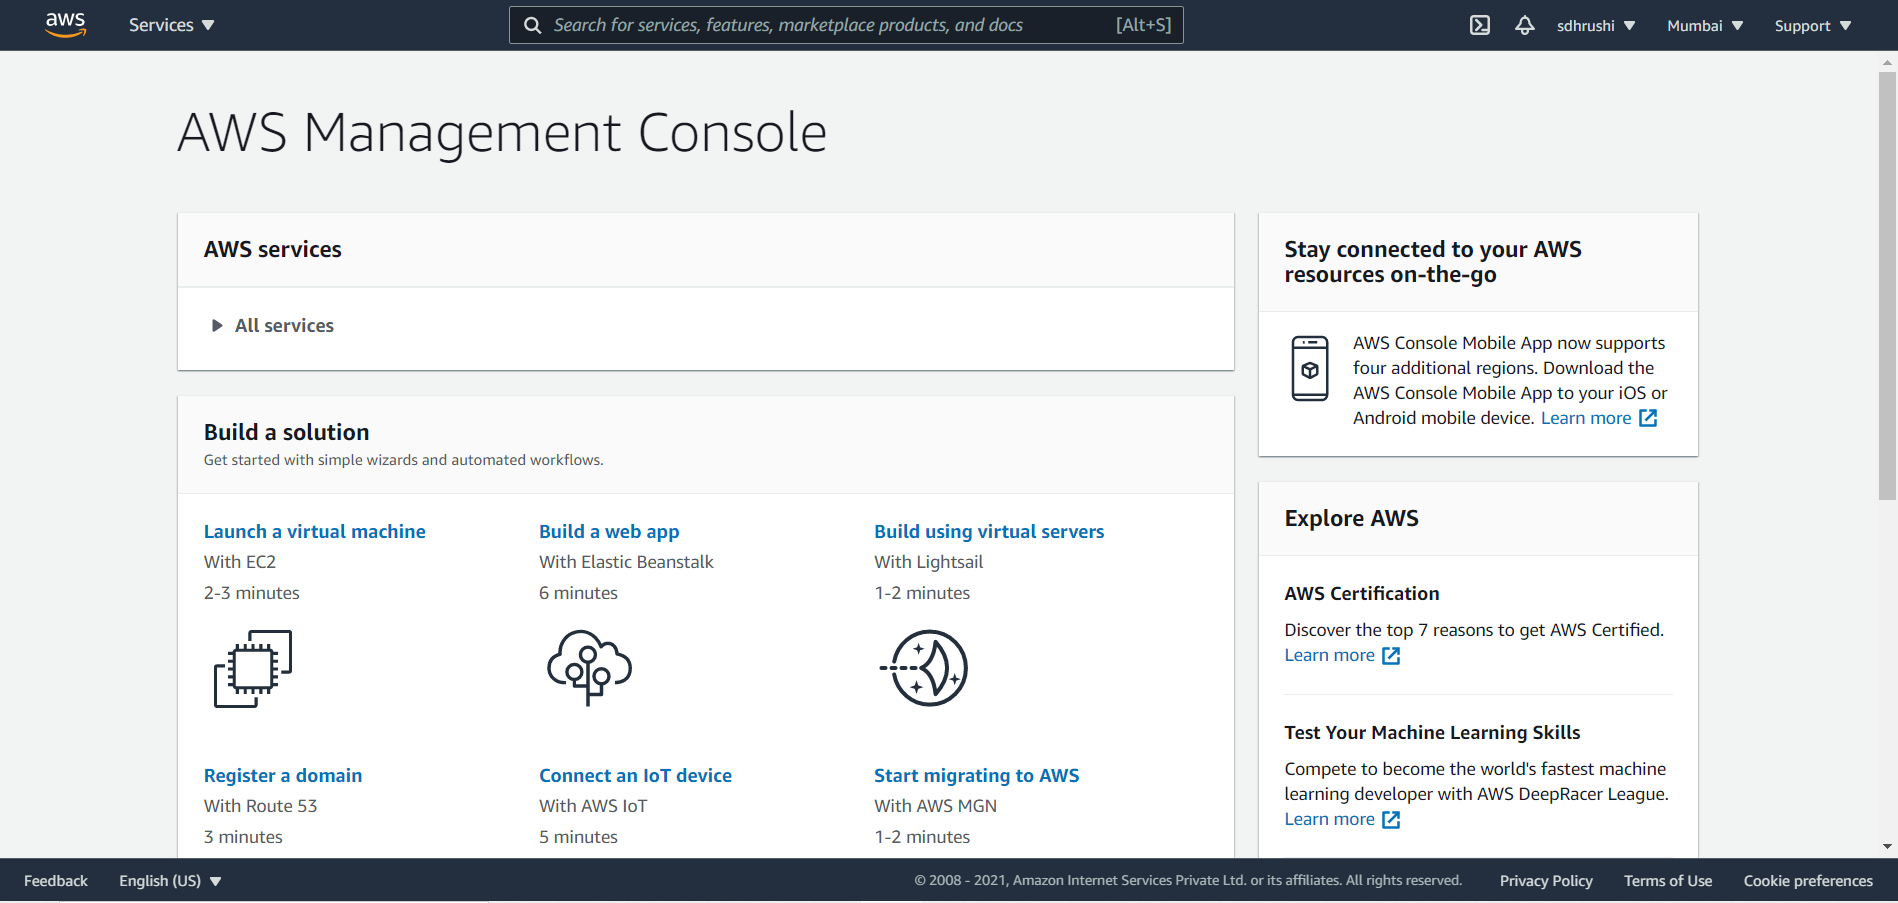 aws
Services
Search for services, features, marketplace products, and docs [Alt+S]
sdhrushi
Mumbai
Support
AWS Management Console
AWS services
All services
Build a solution
Get started with simple wizards and automated workflows.
Launch a virtual machine
With EC2
2-3 minutes
Build a web app
With Elastic Beanstalk
6 minutes
Build using virtual servers
With Lightsail
1-2 minutes
Register a domain
With Route 53
3 minutes
Connect an IoT device
With AWS IoT
5 minutes
Start migrating to AWS
With AWS MGN
1-2 minutes
Stay connected to your AWS
resources on-the-go
AWS Console Mobile App now supports
four additional regions. Download the
AWS Console Mobile App to your iOS or
Android mobile device. Learn more
Explore AWS
AWS Certification
Discover the top 7 reasons to get AWS Certified.
Learn more
Test Your Machine Learning Skills
Compete to become the world's fastest machine
learning developer with AWS DeepRacer League.
Learn more
Feedback
English (US)
© 2008 - 2021, Amazon Internet Services Private Ltd. or its affiliates. All rights reserved.
Privacy Policy
Terms of Use
Cookie preferences